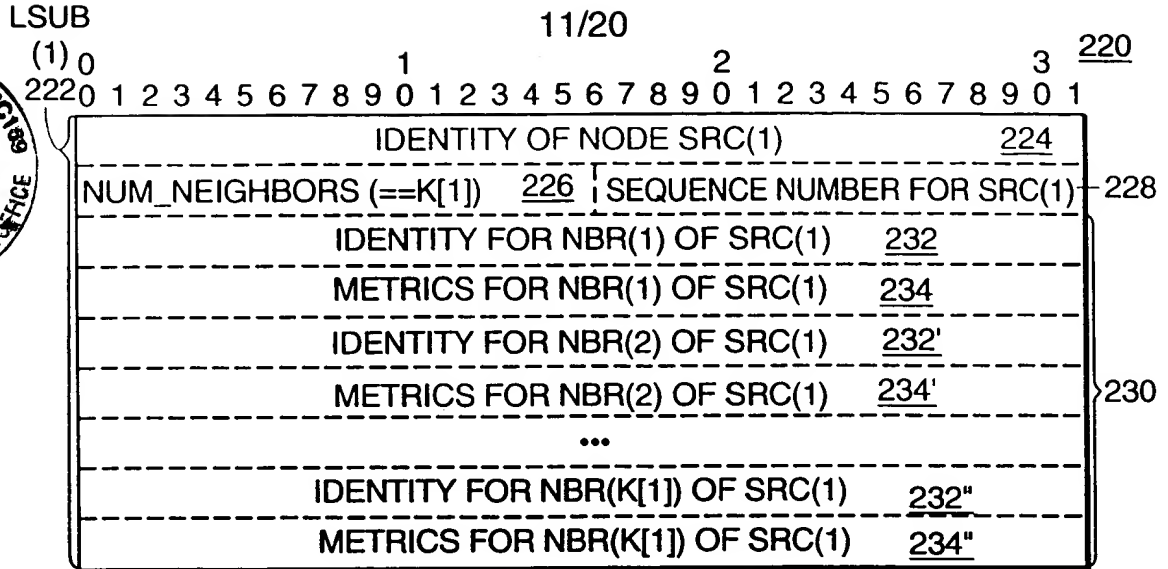 LSUB
11/20
(1) 0 1 2 3 220
222 0 1 2 3 4 5 6 7 8 9 0 1 2 3 4 5 6 7 8 9 0 1 2 3 4 5 6 7 8 9 0 1
IDENTITY OF NODE SRC(1) 224
NUM_NEIGHBORS (==K[1]) 226 SEQUENCE NUMBER FOR SRC(1) 228
IDENTITY FOR NBR(1) OF SRC(1) 232
METRICS FOR NBR(1) OF SRC(1) 234
IDENTITY FOR NBR(2) OF SRC(1) 232'
METRICS FOR NBR(2) OF SRC(1) 234' 230
•••
IDENTITY FOR NBR(K[1]) OF SRC(1) 232"
METRICS FOR NBR(K[1]) OF SRC(1) 234"